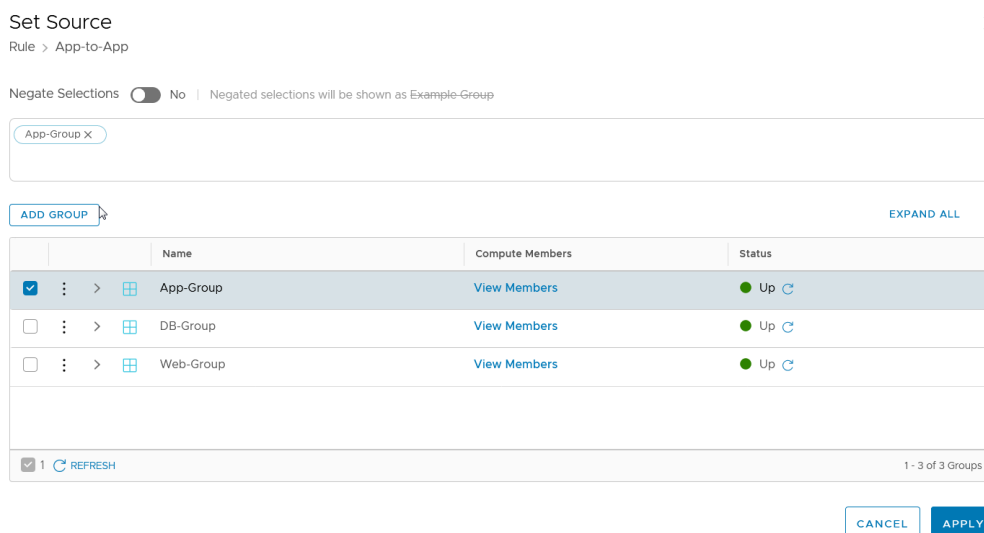 Set Source
Rule > App-to-App
Negate Selections No | Negated selections will be shown as Example Group
App-Group ×
ADD GROUP
EXPAND ALL
Name Compute Members Status
App-Group View Members Up
DB-Group View Members Up
Web-Group View Members Up
1 REFRESH 1 - 3 of 3 Groups
CANCEL APPLY